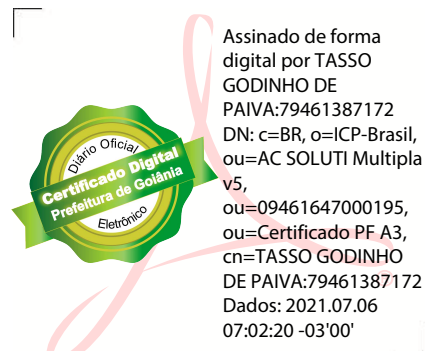 Diário Oficial
Certificado Digital
Prefeitura de Goiânia
Eletrônico
Assinado de forma
digital por TASSO
GODINHO DE
PAIVA:79461387172
DN: c=BR, o=ICP-Brasil,
ou=AC SOLUTI Multipla
v5,
ou=09461647000195,
ou=Certificado PF A3,
cn=TASSO GODINHO
DE PAIVA:79461387172
Dados: 2021.07.06
07:02:20 -03'00'